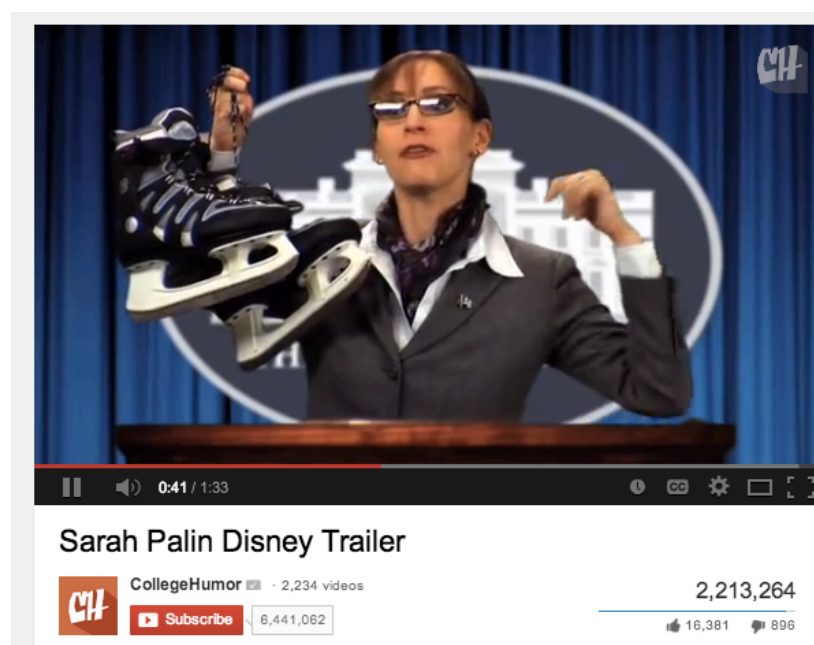 CH
0:41 / 1:33
CC
Sarah Palin Disney Trailer
CH
CollegeHumor · 2,234 videos
Subscribe 6,441,062
2,213,264
16,381 896